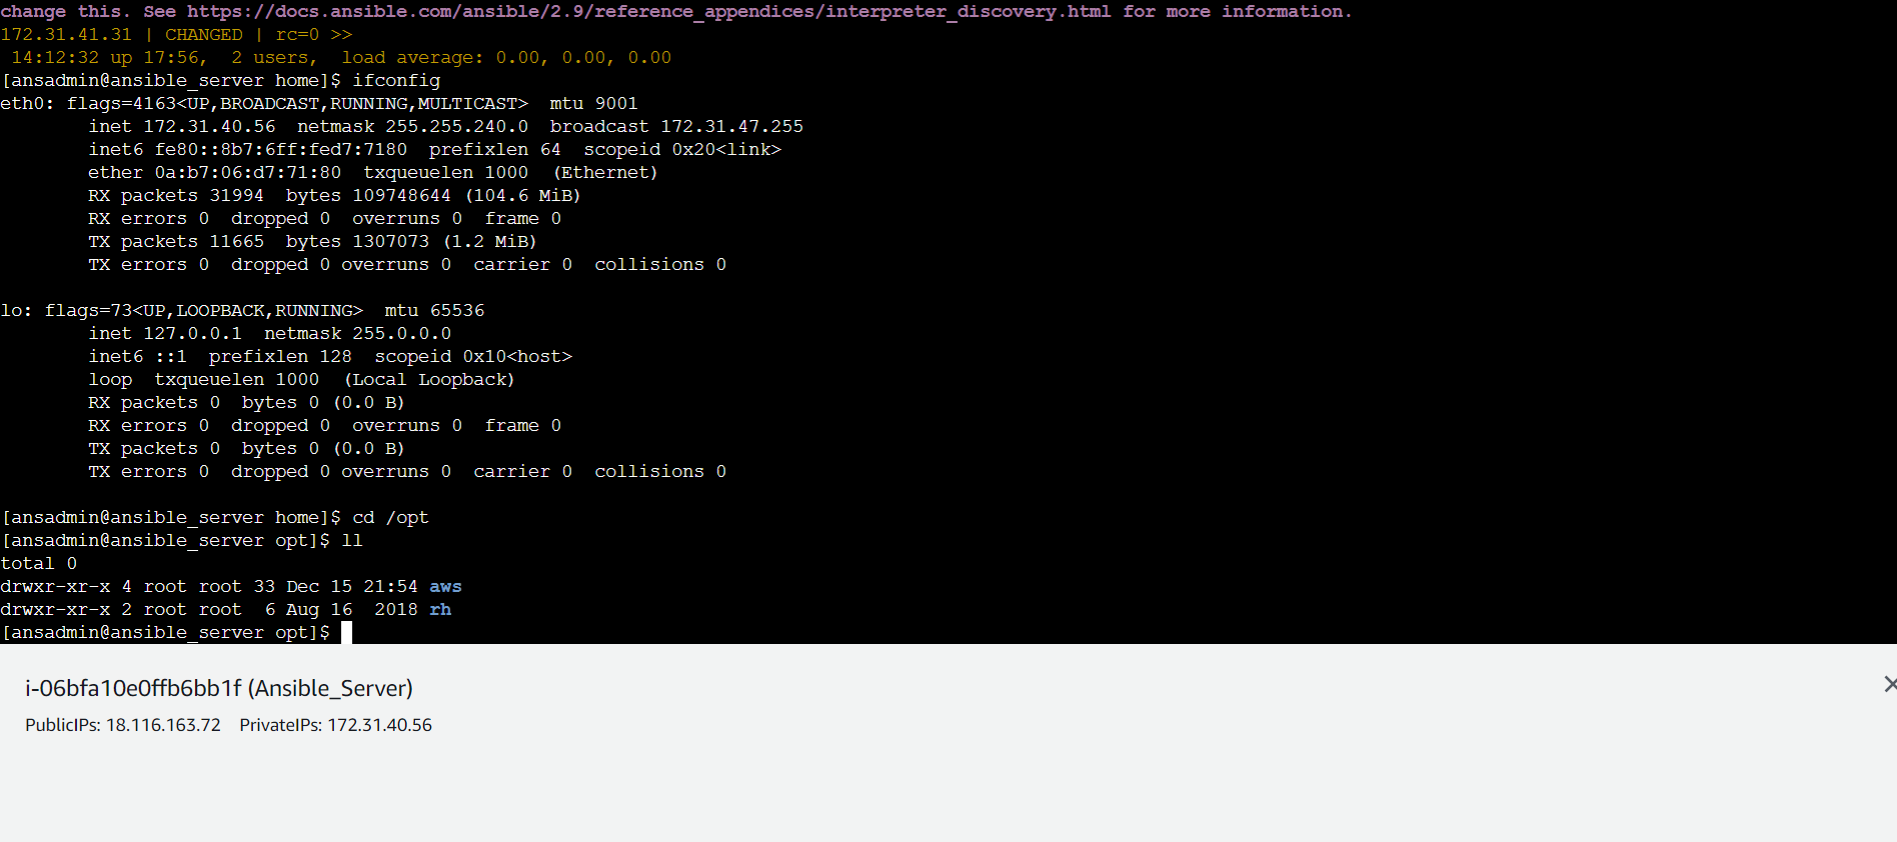 change this. See https://docs.ansible.com/ansible/2.9/reference_appendices/interpreter_discovery.html for more information.
172.31.41.31 | CHANGED | rc=0 >>
 14:12:32 up 17:56,  2 users,  load average: 0.00, 0.00, 0.00
[ansadmin@ansible_server home]$ ifconfig
eth0: flags=4163<UP,BROADCAST,RUNNING,MULTICAST>  mtu 9001
        inet 172.31.40.56  netmask 255.255.240.0  broadcast 172.31.47.255
        inet6 fe80::8b7:6ff:fed7:7180  prefixlen 64  scopeid 0x20<link>
        ether 0a:b7:06:d7:71:80  txqueuelen 1000  (Ethernet)
        RX packets 31994  bytes 109748644 (104.6 MiB)
        RX errors 0  dropped 0  overruns 0  frame 0
        TX packets 11665  bytes 1307073 (1.2 MiB)
        TX errors 0  dropped 0 overruns 0  carrier 0  collisions 0
lo: flags=73<UP,LOOPBACK,RUNNING>  mtu 65536
        inet 127.0.0.1  netmask 255.0.0.0
        inet6 ::1  prefixlen 128  scopeid 0x10<host>
        loop  txqueuelen 1000  (Local Loopback)
        RX packets 0  bytes 0 (0.0 B)
        RX errors 0  dropped 0  overruns 0  frame 0
        TX packets 0  bytes 0 (0.0 B)
        TX errors 0  dropped 0 overruns 0  carrier 0  collisions 0
[ansadmin@ansible_server home]$ cd /opt
[ansadmin@ansible_server opt]$ ll
total 0
drwxr-xr-x 4 root root 33 Dec 15 21:54 aws
drwxr-xr-x 2 root root  6 Aug 16  2018 rh
[ansadmin@ansible_server opt]$
i-06bfa10e0ffb6bb1f (Ansible_Server)
PublicIPs: 18.116.163.72    PrivateIPs: 172.31.40.56